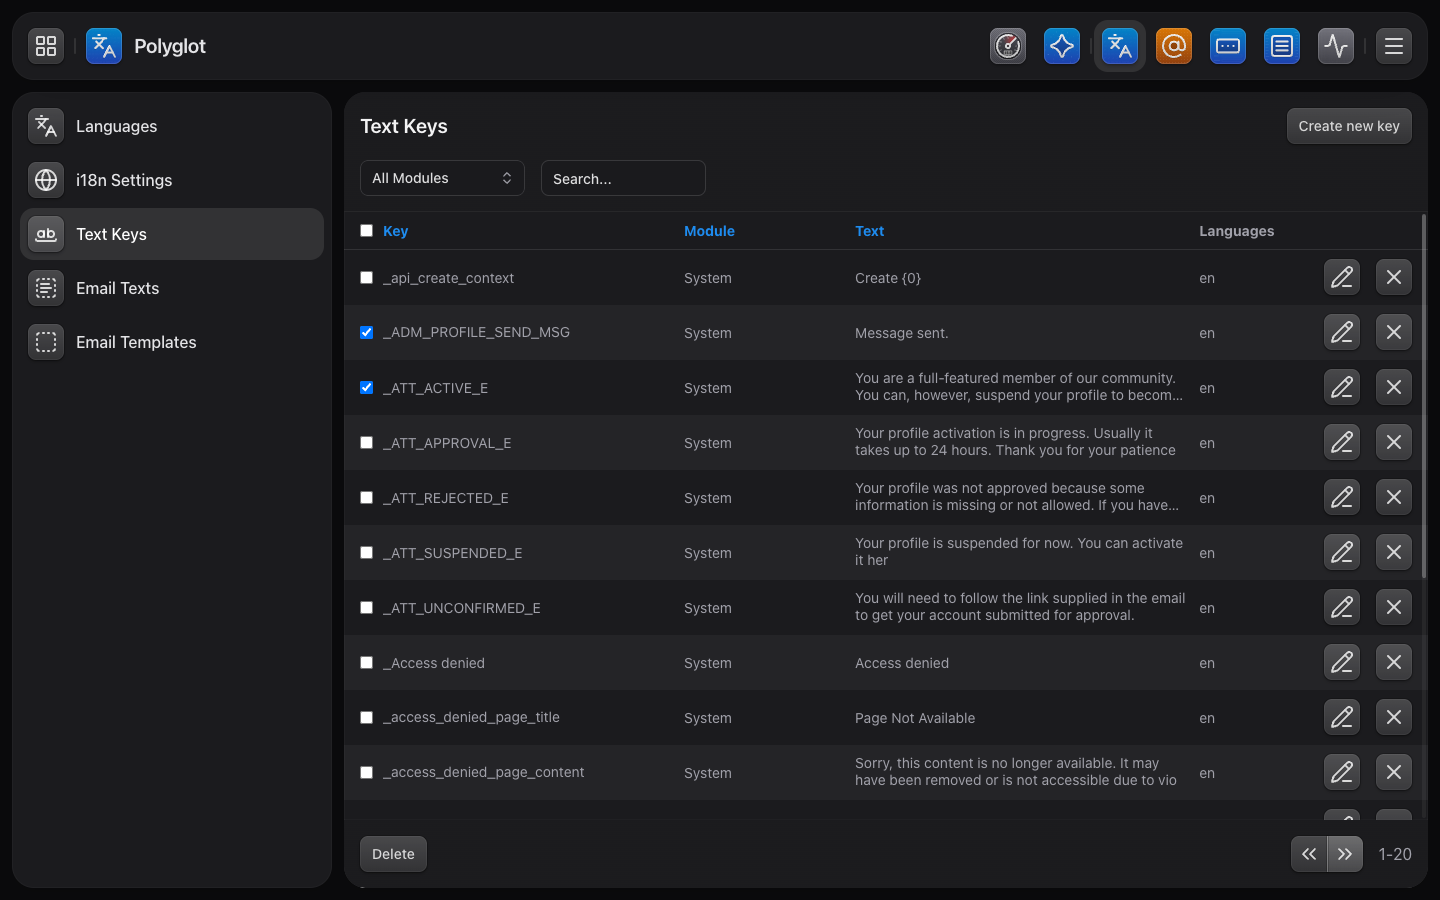 Polyglot
Languages
i18n Settings
Text Keys
Email Texts
Email Templates
Text Keys
Create new key
All Modules
Search...
Key Module Text Languages
_api_create_context System Create {0} en
_ADM_PROFILE_SEND_MSG System Message sent. en
_ATT_ACTIVE_E System You are a full-featured member of our community. en
You can, however, suspend your profile to becom...
_ATT_APPROVAL_E System Your profile activation is in progress. Usually it en
takes up to 24 hours. Thank you for your patience
_ATT_REJECTED_E System Your profile was not approved because some en
information is missing or not allowed. If you have...
_ATT_SUSPENDED_E System Your profile is suspended for now. You can activate en
it her
_ATT_UNCONFIRMED_E System You will need to follow the link supplied in the email en
to get your account submitted for approval.
_Access denied System Access denied en
_access_denied_page_title System Page Not Available en
_access_denied_page_content System Sorry, this content is no longer available. It may en
have been removed or is not accessible due to vio
Delete
1-20